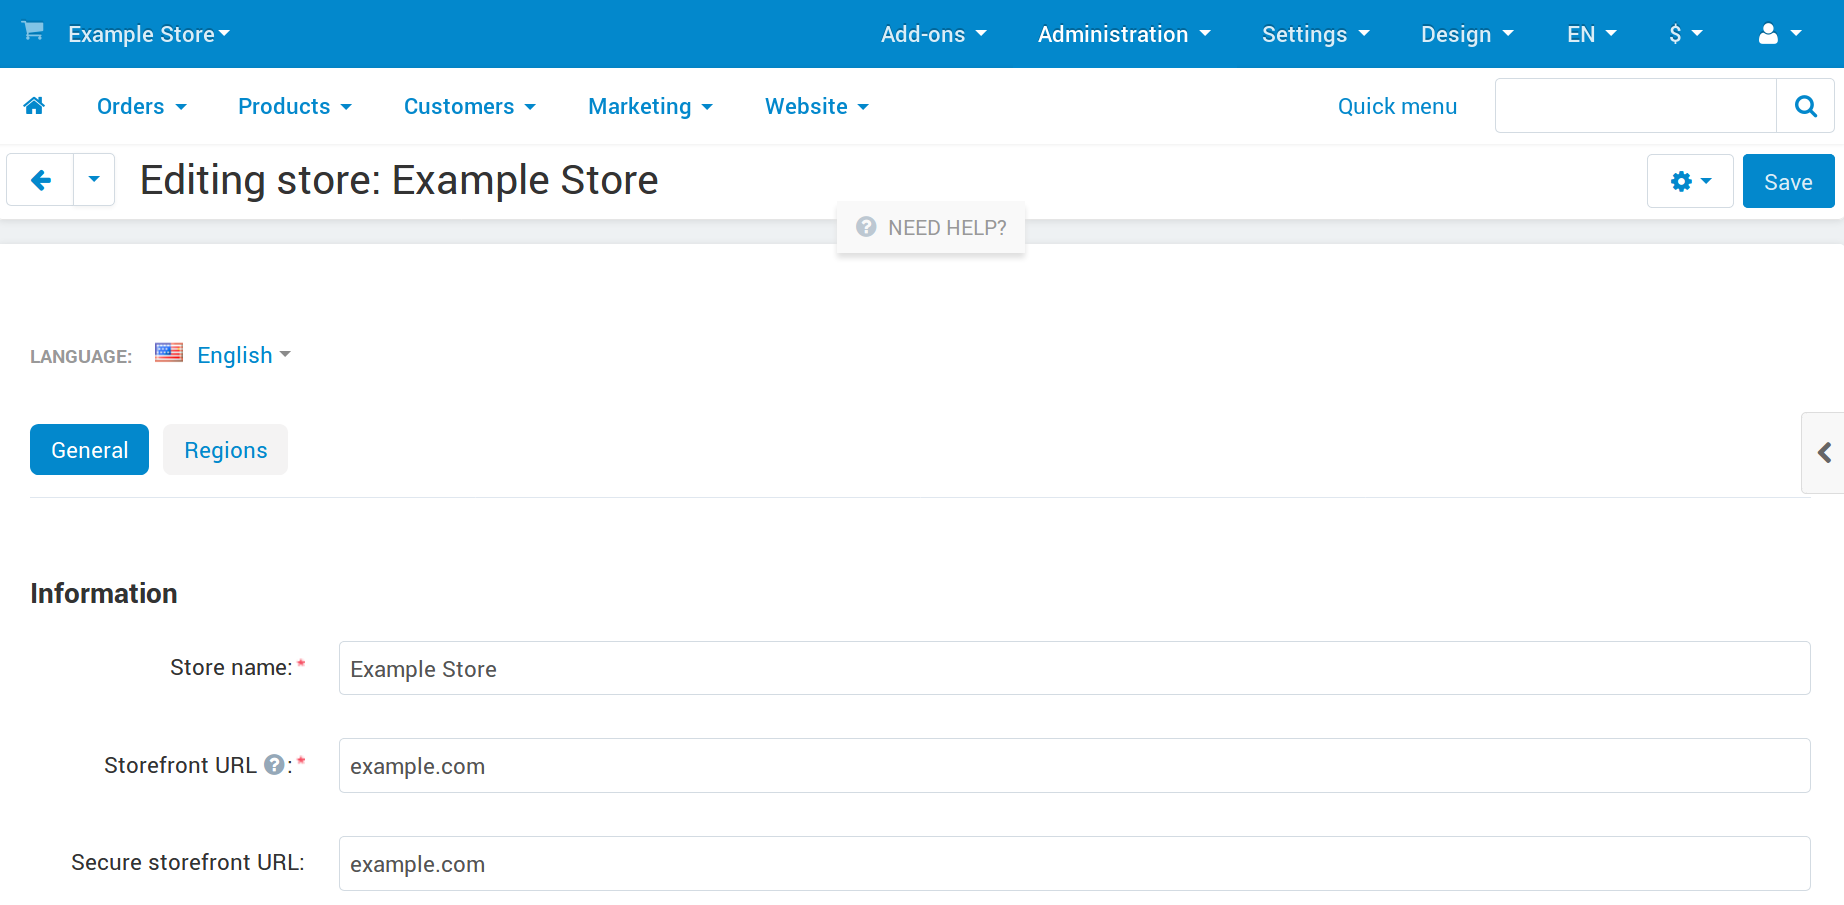 Example Store Add-ons Administration Settings Design EN $
Orders Products Customers Marketing Website Quick menu
Editing store: Example Store Save
? NEED HELP?
LANGUAGE: English
General Regions
Information
Store name:* Example Store
Storefront URL ?:* example.com
Secure storefront URL: example.com